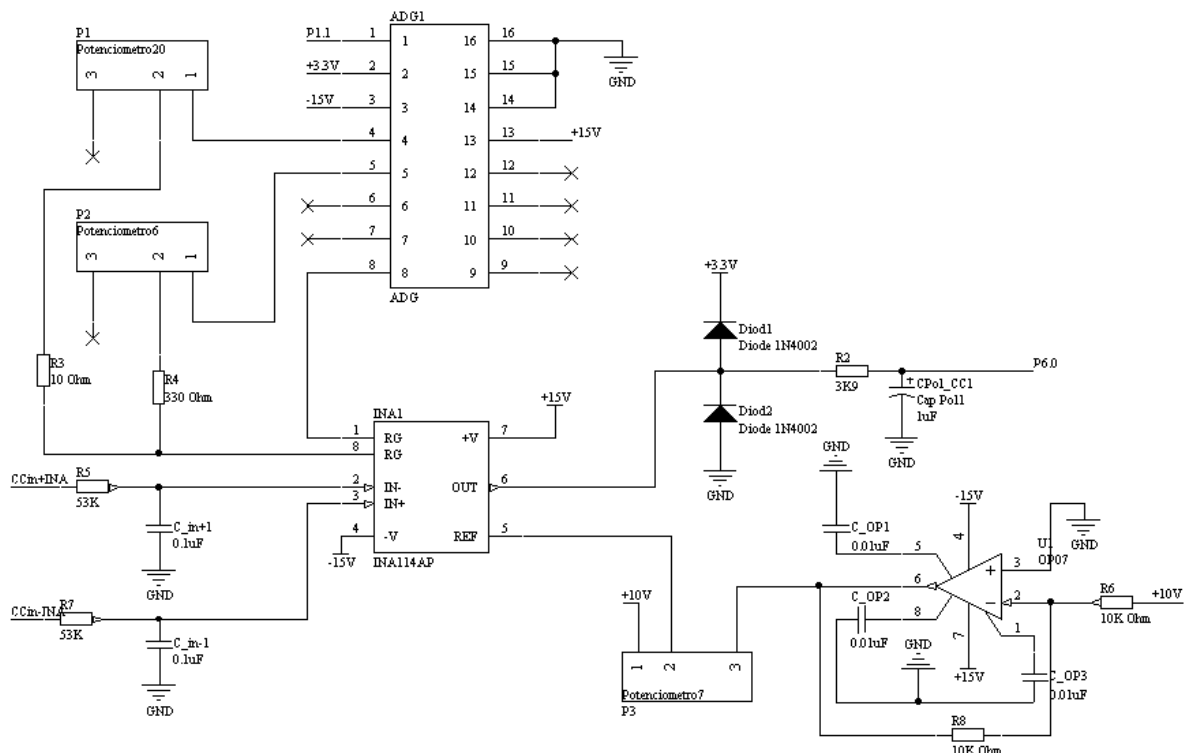 ADG1
P1
Potenciometro20
3 2 1
P1.1 1 1 16 16
+3.3V 2 2 15 15
GND
-15V 3 3 14 14
4 4 13 13 +15V
5 5 12 12
6 6 11 11
7 7 10 10
8 8 9 9
ADG
P2
Potenciometro6
3 2 1
+3.3V
Diod1
Diode 1N4002
R3
10 Ohm
R4
330 Ohm
R2
3K9
P6.0
+
CPol_CC1
Cap Pol1
1uF
GND
Diod2
Diode 1N4002
GND
INA1
+15V
1 RG +V 7
8 RG
2 IN- OUT 6
3 IN+
4 -V REF 5
-15V
INA114AP
CCin+INA
R5
53K
C_in+1
0.1uF
GND
CCin-INA
R7
53K
C_in-1
0.1uF
GND
GND
C_OP1
0.01uF
-15V
4
GND
U1
OP07
5
3
+
6
2
-
R6
10K Ohm
+10V
C_OP2
0.01uF
8
7
1
GND
+15V
C_OP3
0.01uF
+10V
1 2 3
Potenciometro7
P3
R8
10K Ohm